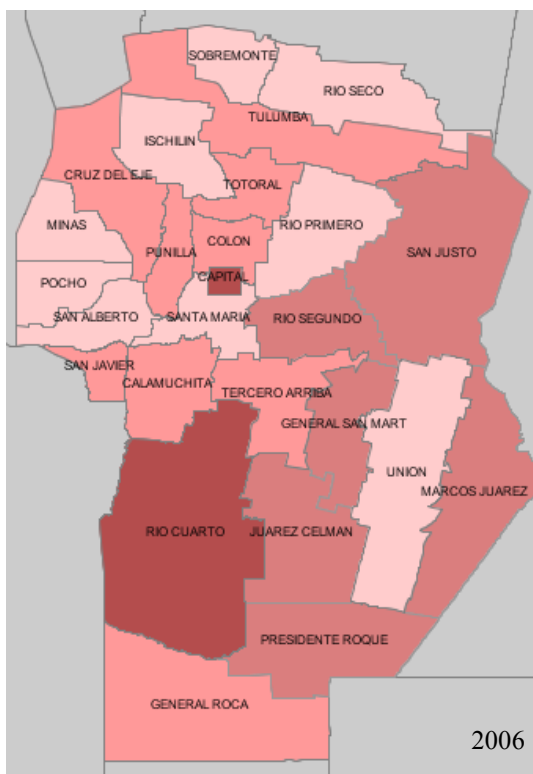 SOBREMONTE
RIO SECO
TULUMBA
ISCHILIN
CRUZ DEL EJE
TOTORAL
MINAS
RIO PRIMERO
COLON
PUNILLA
SAN JUSTO
CAPITAL
POCHO
SAN ALBERTO
SANTA MARIA
RIO SEGUNDO
SAN JAVIER
CALAMUCHITA
TERCERO ARRIBA
GENERAL SAN MART
UNION
MARCOS JUAREZ
RIO CUARTO
JUAREZ CELMAN
PRESIDENTE ROQUE
GENERAL ROCA
2006